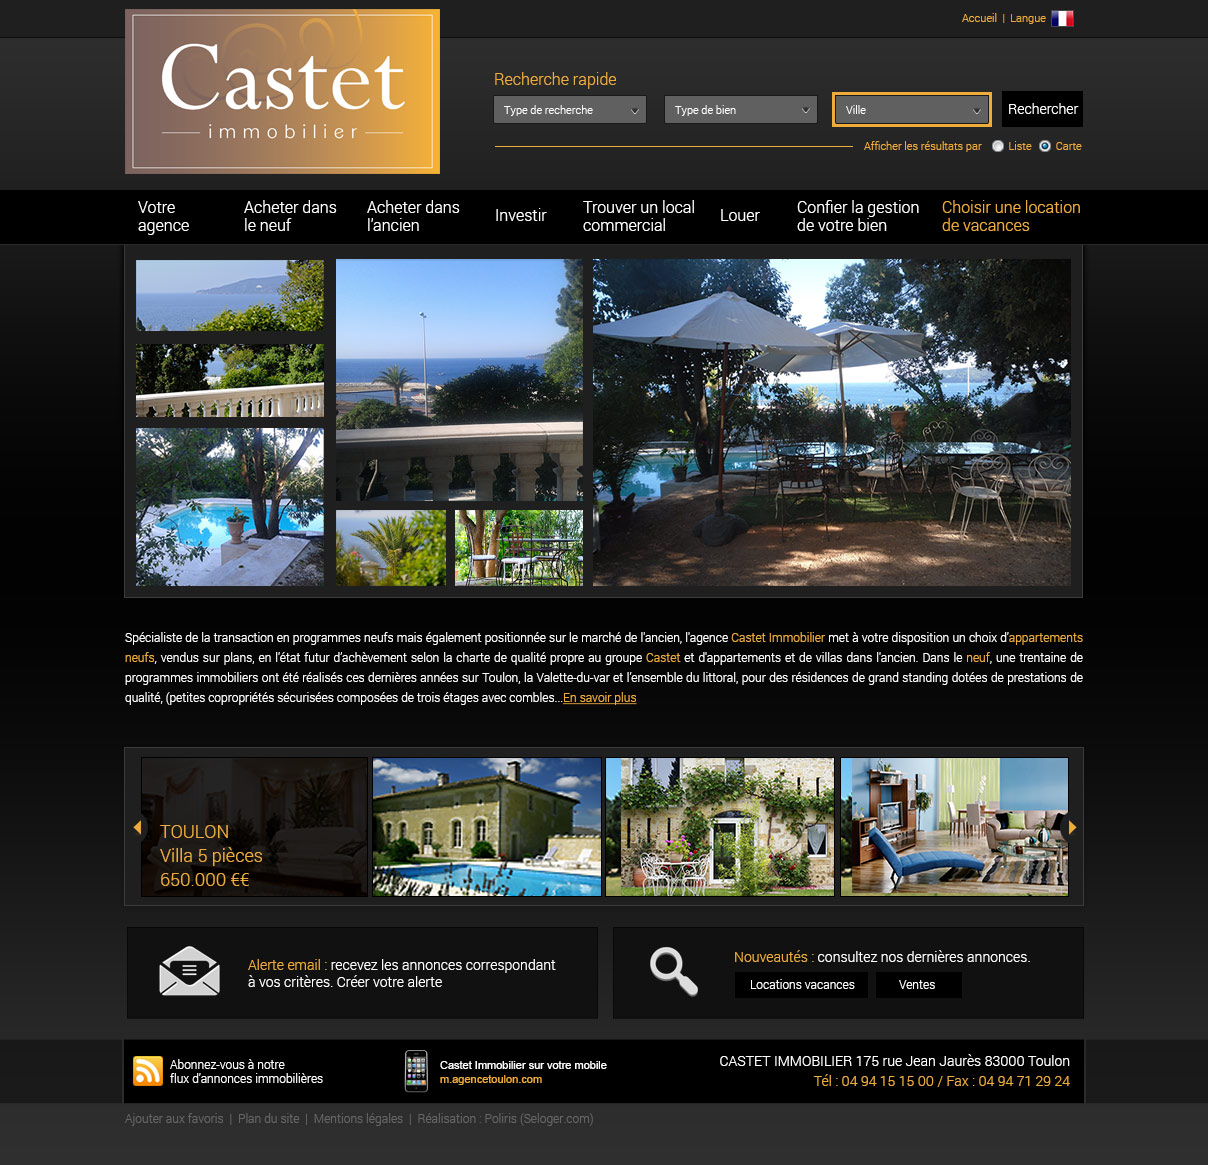 Castet
immobilier
Accueil | Langue
Recherche rapide
Type de recherche
Type de bien
Ville
Rechercher
Afficher les résultats par
Liste
Carte
Votre
agence
Acheter dans
le neuf
Acheter dans
l'ancien
Investir
Trouver un local
commercial
Louer
Confier la gestion
de votre bien
Choisir une location
de vacances
Spécialiste de la transaction en programmes neufs mais également positionnée sur le marché de l'ancien, l'agence Castet Immobilier met à votre disposition un choix d'appartements
neufs, vendus sur plans, en l'état futur d'achèvement selon la charte de qualité propre au groupe Castet et d'appartements et de villas dans l'ancien. Dans le neuf, une trentaine de
programmes immobiliers ont été réalisés ces dernières années sur Toulon, la Valette-du-var et l'ensemble du littoral, pour des résidences de grand standing dotées de prestations de
qualité, (petites copropriétés sécurisées composées de trois étages avec combles...En savoir plus
TOULON
Villa 5 pièces
650.000 €€
Alerte email : recevez les annonces correspondant
à vos critères. Créer votre alerte
Nouveautés : consultez nos dernières annonces.
Locations vacances
Ventes
Abonnez-vous à notre
flux d'annonces immobilières
Castet Immobilier sur votre mobile
m.agencetoulon.com
CASTET IMMOBILIER 175 rue Jean Jaurès 83000 Toulon
Tél : 04 94 15 15 00 / Fax : 04 94 71 29 24
Ajouter aux favoris | Plan du site | Mentions légales | Réalisation : Poliris (Seloger.com)